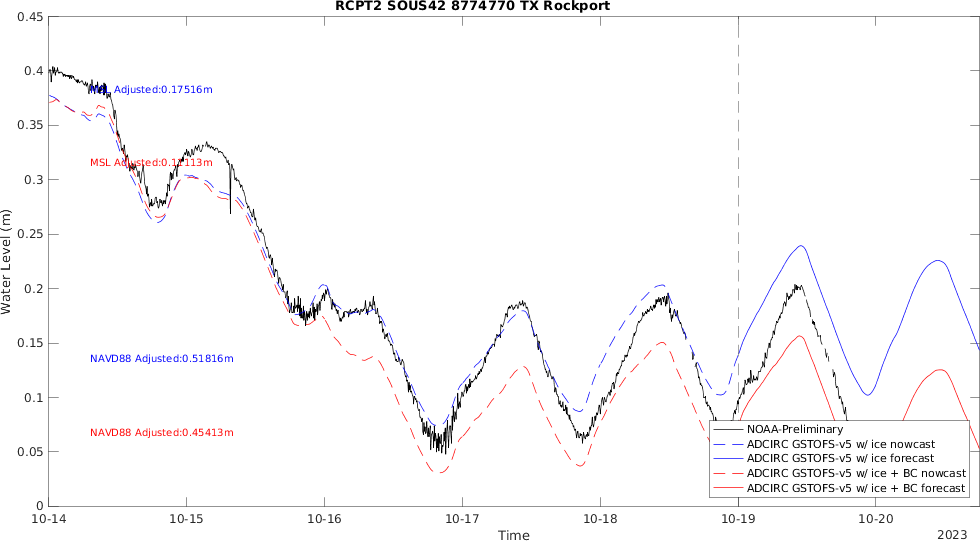 RCPT2 SOUS42 8774770 TX Rockport
0.45
0.4
0.35
0.3
0.25
0.2
0.15
0.1
0.05
0
Water Level (m)
MSL Adjusted:0.17516m
MSL Adjusted:0.11113m
NAVD88 Adjusted:0.51816m
NAVD88 Adjusted:0.45413m
NOAA-Preliminary
ADCIRC GSTOFS-v5 w/ ice nowcast
ADCIRC GSTOFS-v5 w/ ice forecast
ADCIRC GSTOFS-v5 w/ ice + BC nowcast
ADCIRC GSTOFS-v5 w/ ice + BC forecast
10-14 10-15 10-16 10-17 10-18 10-19 10-20
Time
2023